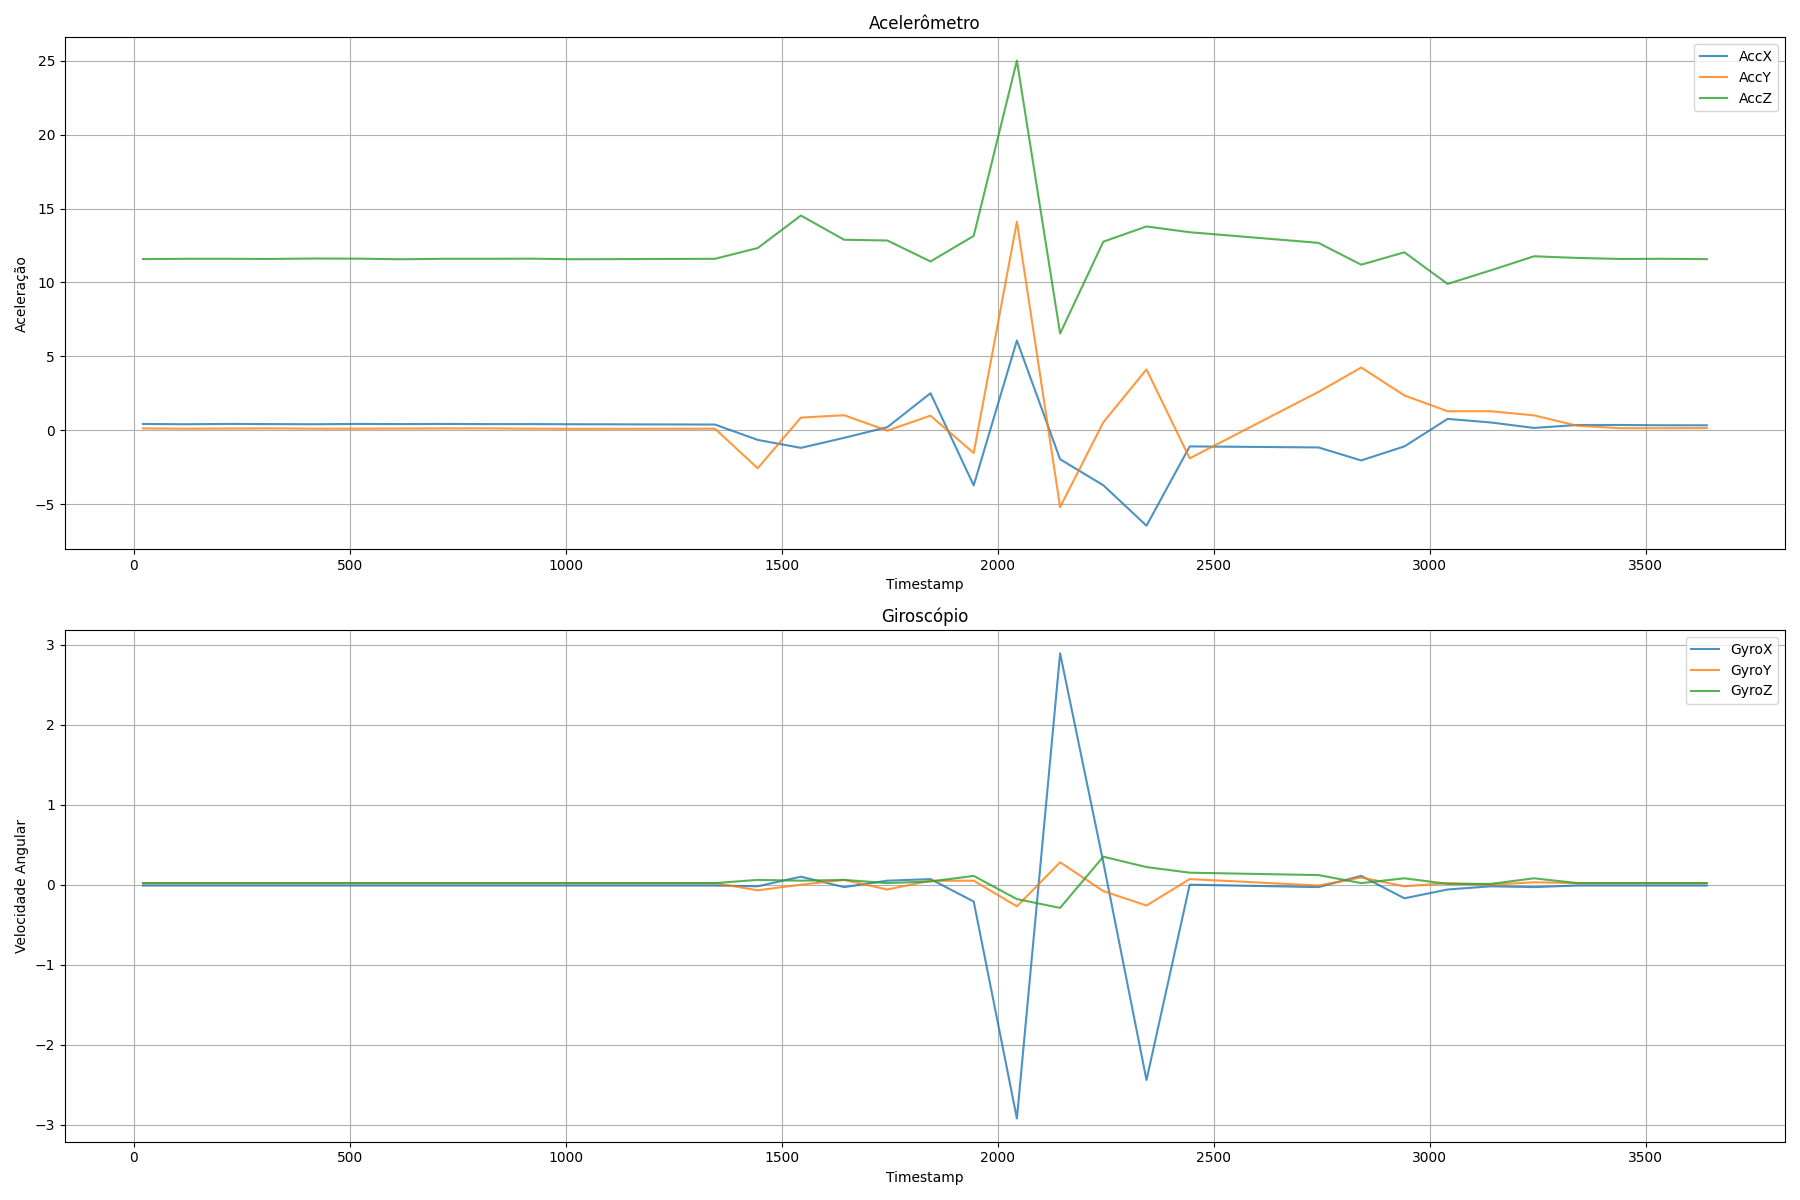 Acelerômetro
AccX
AccY
AccZ
25
20
15
10
5
0
−5
Aceleração
0 500 1000 1500 2000 2500 3000 3500
Timestamp
Giroscópio
GyroX
GyroY
GyroZ
3
2
1
0
−1
−2
−3
Velocidade Angular
0 500 1000 1500 2000 2500 3000 3500
Timestamp